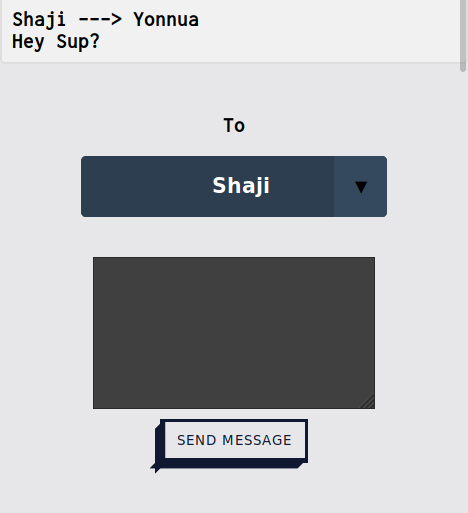 Shaji ---> Yonnua
Hey Sup?
To
Shaji
SEND MESSAGE